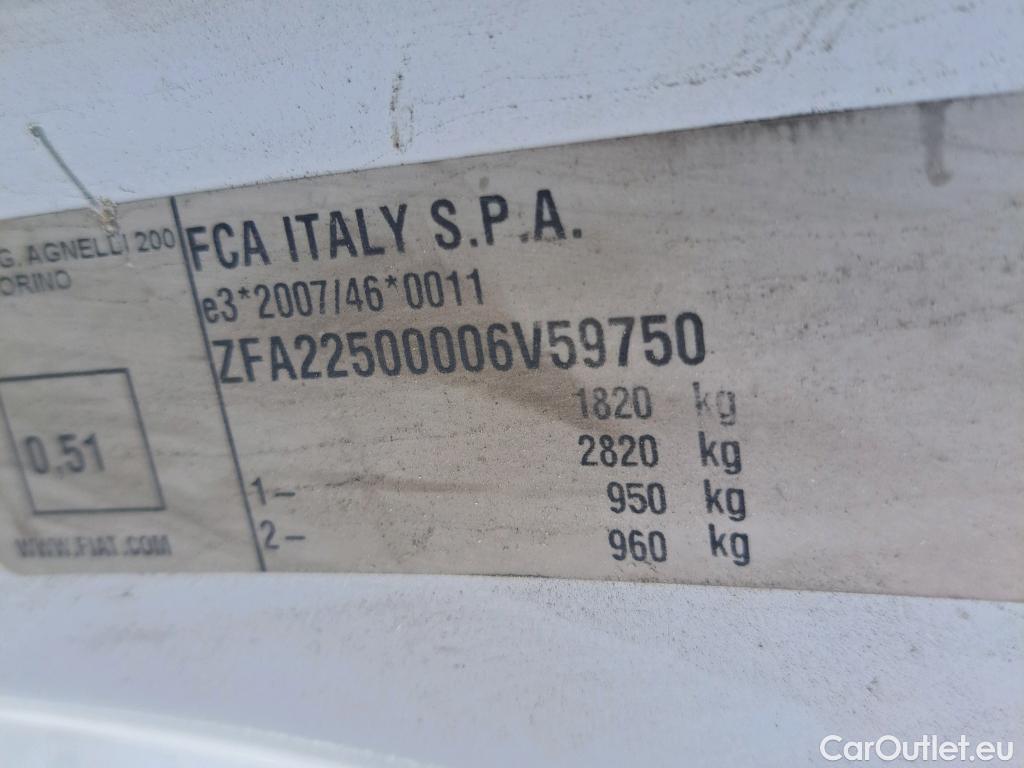 G. AGNELLI 200
ORINO
FCA ITALY S.P.A.
e3*2007/46*0011
ZFA22500006V59750
1820 kg
2820 kg
1– 950 kg
2– 960 kg
0,51
WWW.FIAT.COM
CarOutlet.eu